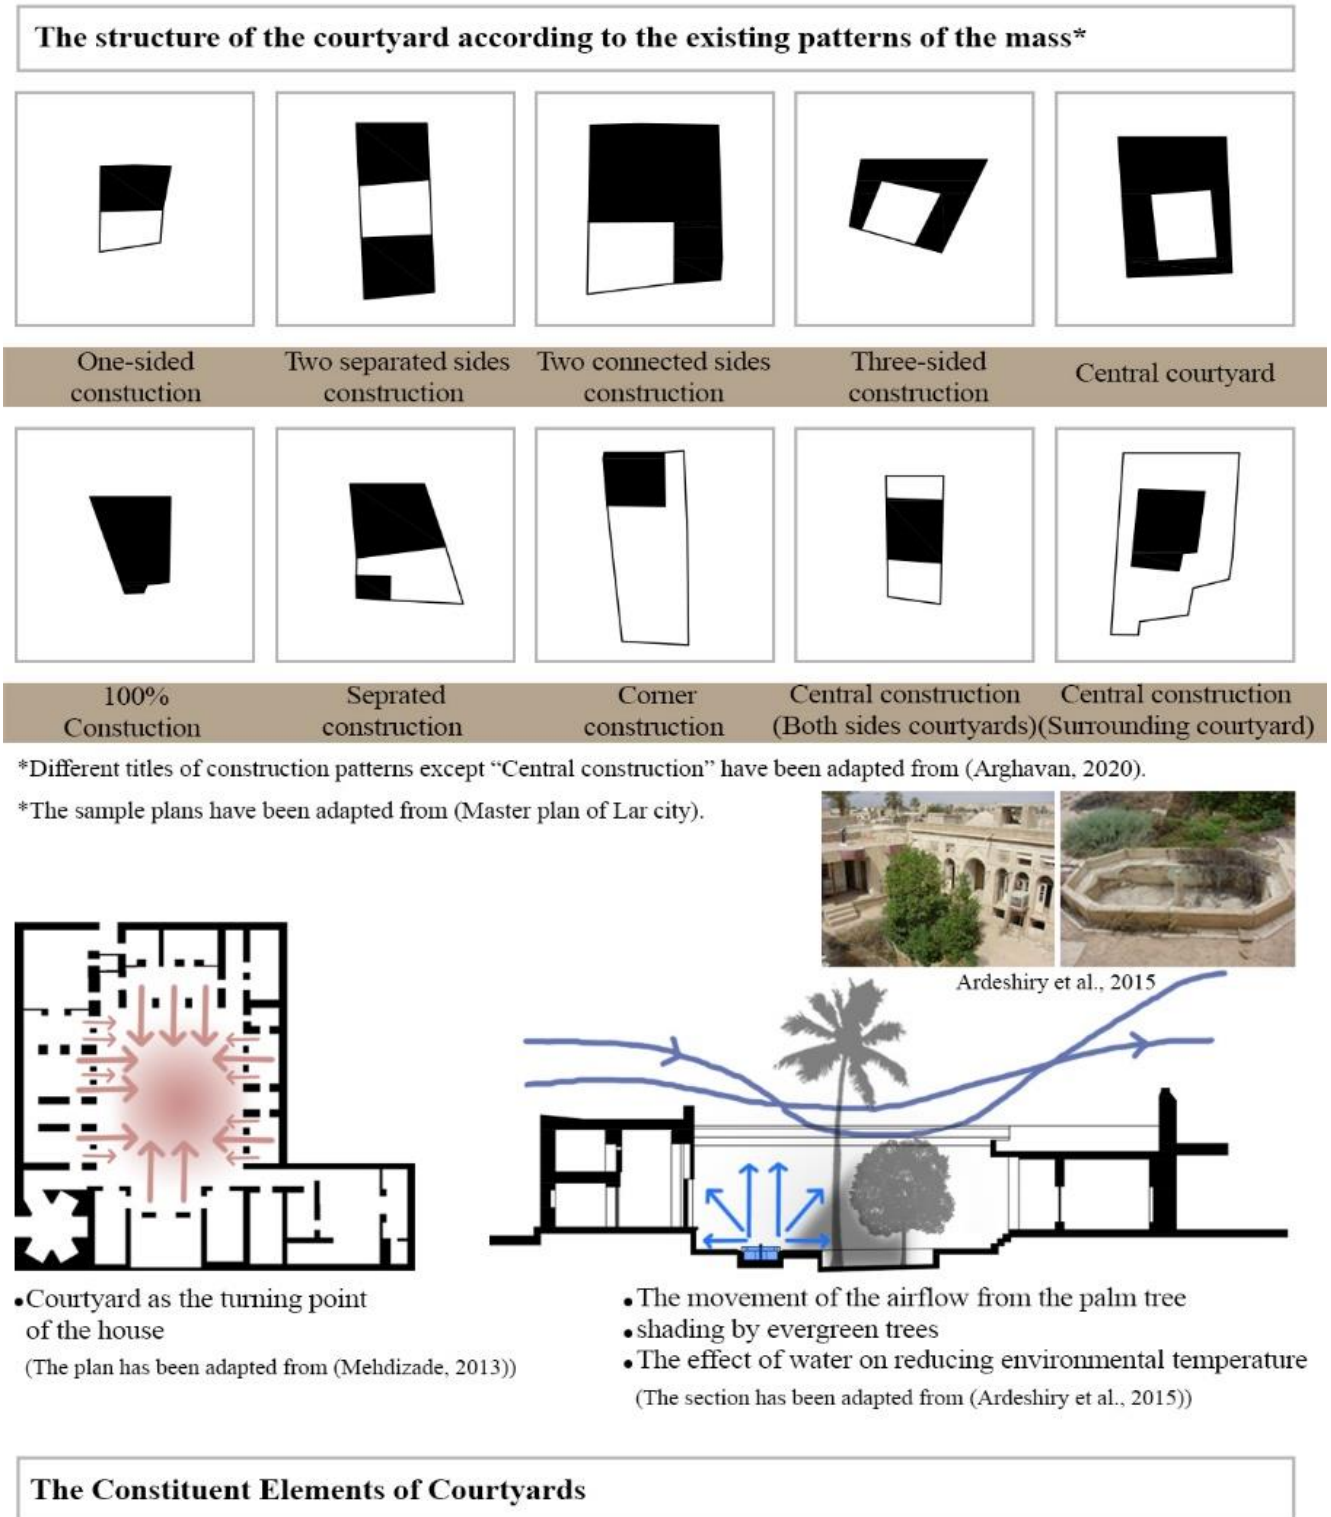 The structure of the courtyard according to the existing patterns of the mass*
One-sided
constuction
Two separated sides
construction
Two connected sides
construction
Three-sided
construction
Central courtyard
100%
Constuction
Seprated
construction
Corner
construction
Central construction
(Both sides courtyards)
Central construction
(Surrounding courtyard)
*Different titles of construction patterns except “Central construction” have been adapted from (Arghavan, 2020).
*The sample plans have been adapted from (Master plan of Lar city).
Ardeshiry et al., 2015
•Courtyard as the turning point
of the house
(The plan has been adapted from (Mehdizade, 2013))
•The movement of the airflow from the palm tree
•shading by evergreen trees
•The effect of water on reducing environmental temperature
(The section has been adapted from (Ardeshiry et al., 2015))
The Constituent Elements of Courtyards